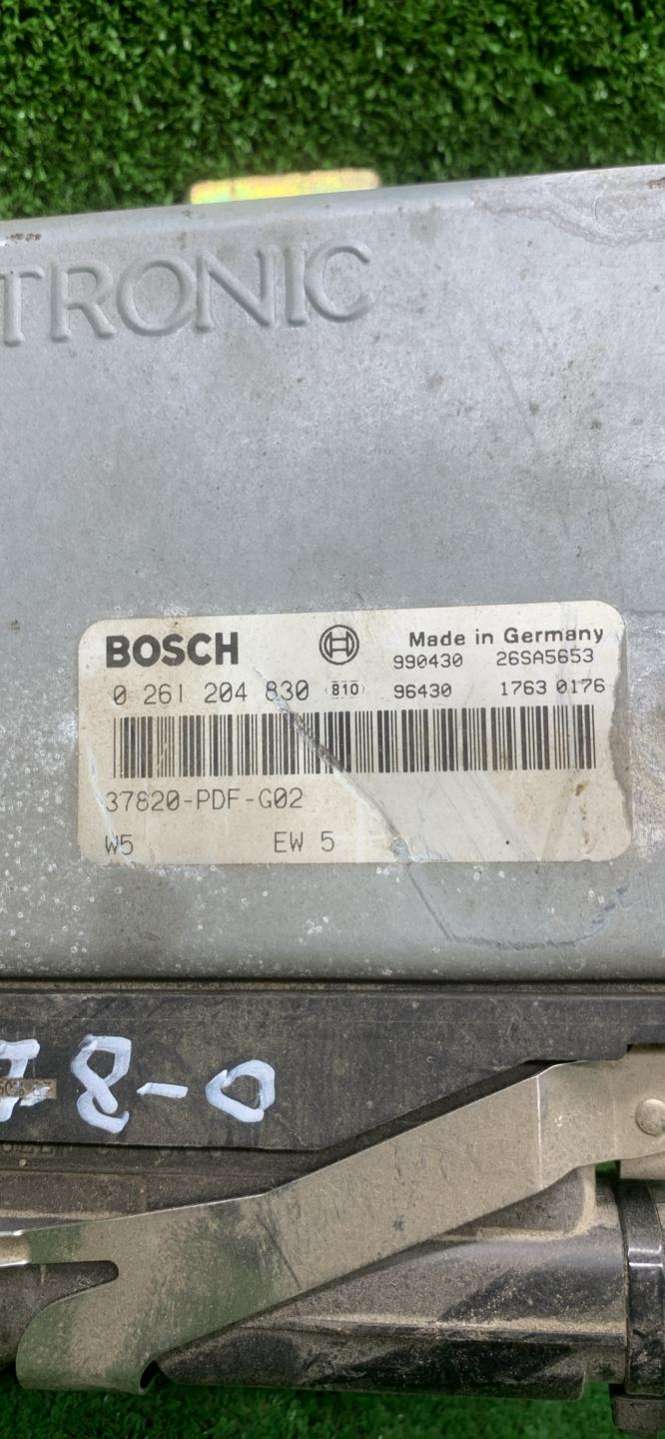 TRONIC
BOSCH Made in Germany
990430 26SA5653
0 261 204 830 810 96430 1763 0176
37820-PDF-G02
W5 EW 5
8-0